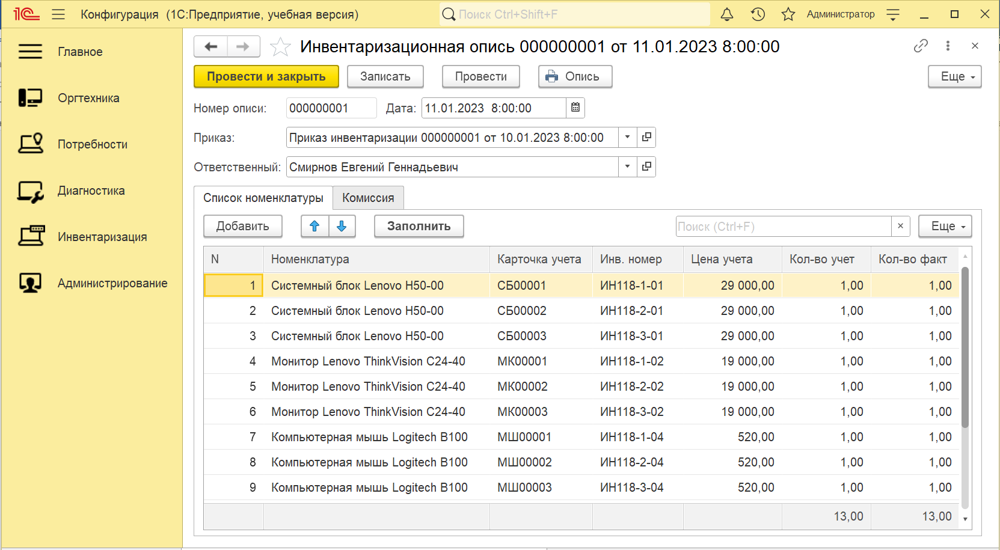 1С Конфигурация (1С:Предприятие, учебная версия) Поиск Ctrl+Shift+F Администратор
Главное
Оргтехника
Потребности
Диагностика
Инвентаризация
Администрирование
Инвентаризационная опись 000000001 от 11.01.2023 8:00:00
Провести и закрыть Записать Провести Опись Еще
Номер описи: 000000001 Дата: 11.01.2023 8:00:00
Приказ: Приказ инвентаризации 000000001 от 10.01.2023 8:00:00
Ответственный: Смирнов Евгений Геннадьевич
Список номенклатуры Комиссия
Добавить Заполнить Поиск (Ctrl+F) × Еще
N Номенклатура Карточка учета Инв. номер Цена учета Кол-во учет Кол-во факт
1 Системный блок Lenovo H50-00 СБ00001 ИН118-1-01 29 000,00 1,00 1,00
2 Системный блок Lenovo H50-00 СБ00002 ИН118-2-01 29 000,00 1,00 1,00
3 Системный блок Lenovo H50-00 СБ00003 ИН118-3-01 29 000,00 1,00 1,00
4 Монитор Lenovo ThinkVision C24-40 МК00001 ИН118-1-02 19 000,00 1,00 1,00
5 Монитор Lenovo ThinkVision C24-40 МК00002 ИН118-2-02 19 000,00 1,00 1,00
6 Монитор Lenovo ThinkVision C24-40 МК00003 ИН118-3-02 19 000,00 1,00 1,00
7 Компьютерная мышь Logitech B100 МШ00001 ИН118-1-04 520,00 1,00 1,00
8 Компьютерная мышь Logitech B100 МШ00002 ИН118-2-04 520,00 1,00 1,00
9 Компьютерная мышь Logitech B100 МШ00003 ИН118-3-04 520,00 1,00 1,00
13,00 13,00